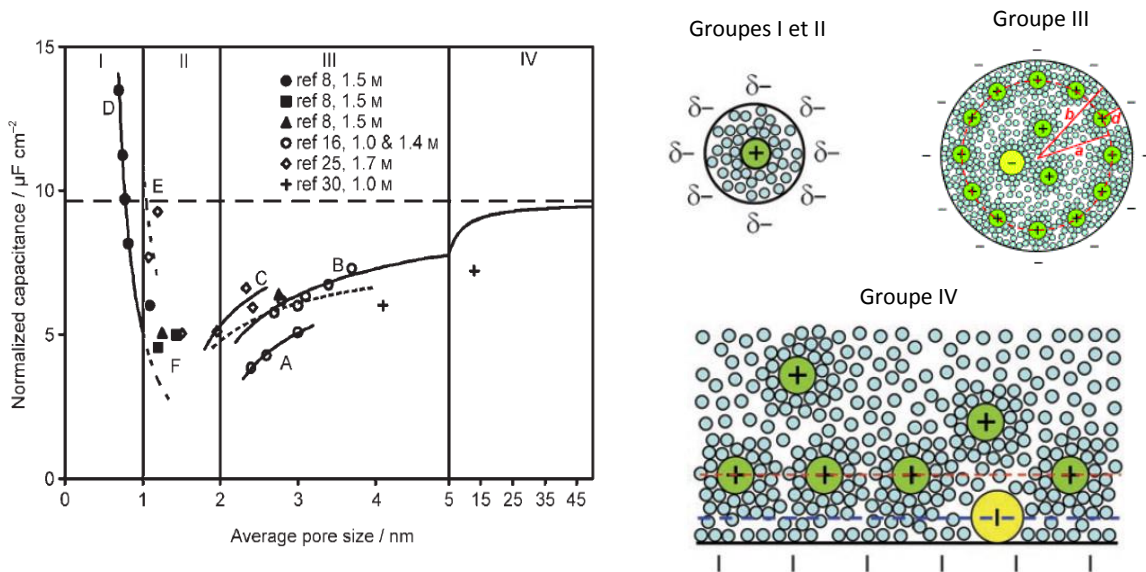 Groupes I et II
Groupe III
15
10
5
0
Normalized capacitance / µF cm⁻²
I
II
III
IV
D
E
F
C
B
A
ref 8, 1.5 M
ref 8, 1.5 M
ref 8, 1.5 M
ref 16, 1.0 & 1.4 M
ref 25, 1.7 M
ref 30, 1.0 M
0 1 2 3 4 5 15 25 35 45
Average pore size / nm
δ− δ− δ− δ− δ− δ− δ− δ−
+
b
d
a
Groupe IV